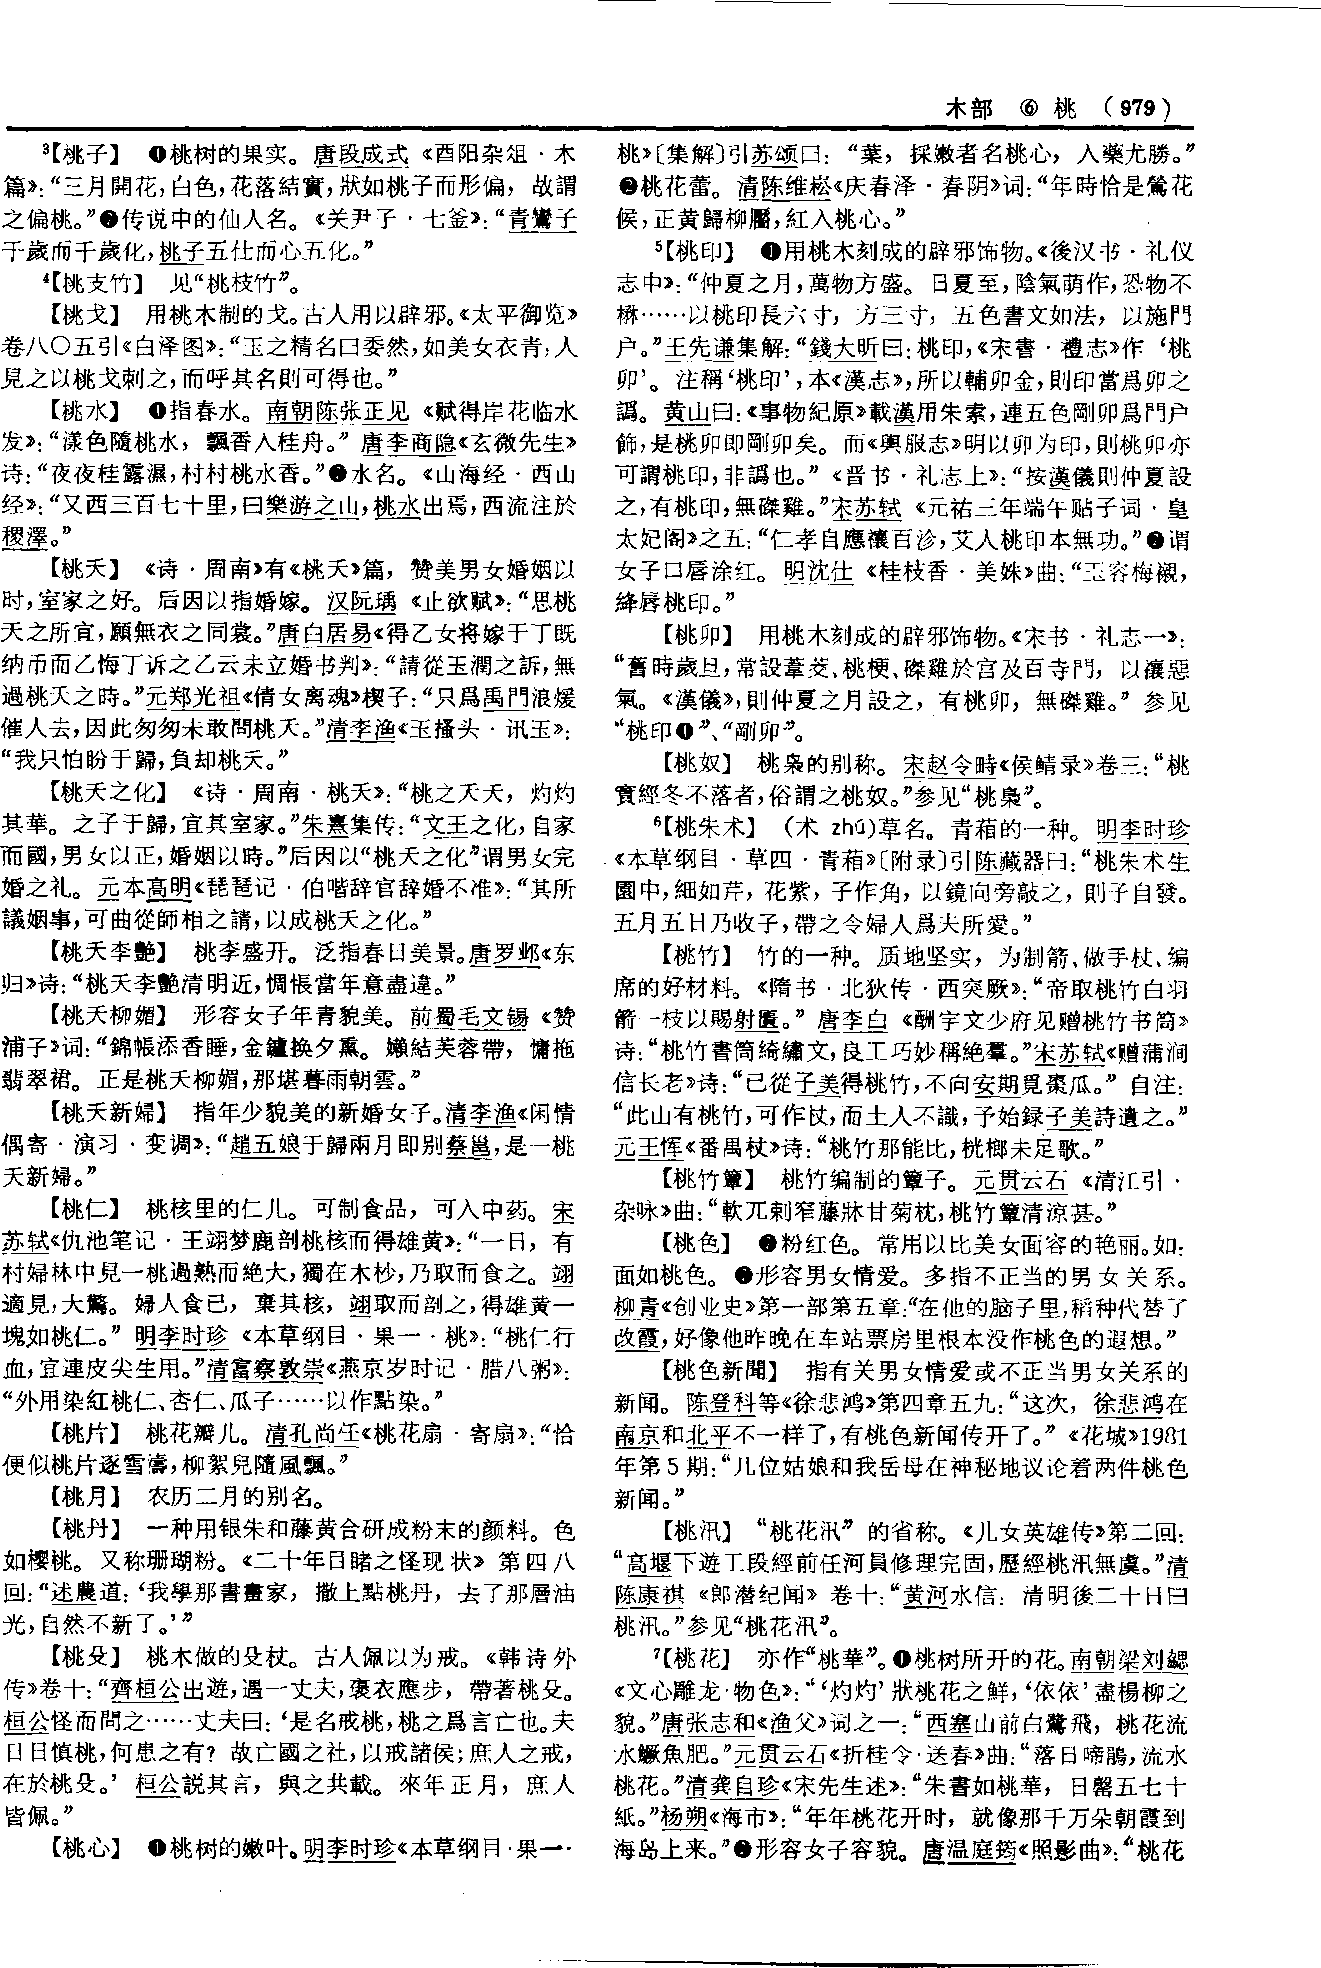 木部 ⑥ 桃 (979)
³【桃子】 ❶桃树的果实。唐段成式《酉阳杂俎·木
篇》：“三月開花，白色，花落結實，狀如桃子而形偏，故謂
之偏桃。”❷传说中的仙人名。《关尹子·七釜》：“青鸞子
千歲而千歲化，桃子五仕而心五化。”
⁴【桃支竹】 见“桃枝竹”。
【桃戈】 用桃木制的戈。古人用以辟邪。《太平御览》
卷八〇五引《白泽图》：“玉之精名曰委然，如美女衣青，人
見之以桃戈刺之，而呼其名則可得也。”
【桃水】 ❶指春水。南朝陈张正见《赋得岸花临水
发》：“漾色隨桃水，飄香入桂舟。”唐李商隐《玄微先生》
诗：“夜夜桂露濕，村村桃水香。”❷水名。《山海经·西山
经》：“又西三百七十里，曰樂游之山，桃水出焉，西流注於
稷澤。”
【桃夭】 《诗·周南》有《桃夭》篇，赞美男女婚姻以
时，室家之好。后因以指婚嫁。汉阮瑀《止欲赋》：“思桃
夭之所宜，願無衣之同裳。”唐白居易《得乙女将嫁于丁既
纳币而乙悔丁诉之乙云未立婚书判》：“請從玉潤之訴，無
過桃夭之時。”元郑光祖《倩女离魂》楔子：“只爲禹門浪煖
催人去，因此匆匆未敢問桃夭。”清李渔《玉搔头·讯玉》：
“我只怕盼于歸，負却桃夭。”
【桃夭之化】 《诗·周南·桃夭》：“桃之夭夭，灼灼
其華。之子于歸，宜其室家。”朱熹集传：“文王之化，自家
而國，男女以正，婚姻以時。”后因以“桃夭之化”谓男女完
婚之礼。元本高明《琵琶记·伯喈辞官辞婚不准》：“其所
議姻事，可曲從師相之請，以成桃夭之化。”
【桃夭李艷】 桃李盛开。泛指春日美景。唐罗邺《东
归》诗：“桃夭李艷清明近，惆悵當年意盡違。”
【桃夭柳媚】 形容女子年青貌美。前蜀毛文锡《赞
浦子》词：“錦帳添香睡，金鑪换夕熏。嬾結芙蓉帶，慵拖
翡翠裙。正是桃夭柳媚，那堪暮雨朝雲。”
【桃夭新婦】 指年少貌美的新婚女子。清李渔《闲情
偶寄·演习·变调》：“趙五娘于歸兩月即别蔡邕，是一桃
夭新婦。”
【桃仁】 桃核里的仁儿。可制食品，可入中药。宋
苏轼《仇池笔记·王翊梦鹿剖桃核而得雄黄》：“一日，有
村婦林中見一桃過熟而絶大，獨在木杪，乃取而食之。翊
適見，大驚。婦人食已，棄其核，翊取而剖之，得雄黄一
塊如桃仁。”明李时珍《本草纲目·果一·桃》：“桃仁行
血，宜連皮尖生用。”清富察敦崇《燕京岁时记·腊八粥》：
“外用染紅桃仁、杏仁、瓜子……以作點染。”
【桃片】 桃花瓣儿。清孔尚任《桃花扇·寄扇》：“恰
便似桃片逐雪濤，柳絮兒隨風飄。”
【桃月】 农历二月的别名。
【桃丹】 一种用银朱和藤黄合研成粉末的颜料。色
如樱桃。又称珊瑚粉。《二十年目睹之怪现状》第四八
回：“述農道：‘我學那書畫家，撒上點桃丹，去了那層油
光，自然不新了。’”
【桃殳】 桃木做的殳杖。古人佩以为戒。《韩诗外
传》卷十：“齊桓公出遊，遇一丈夫，褒衣應步，帶著桃殳。
桓公怪而問之……丈夫曰：‘是名戒桃，桃之爲言亡也。夫
日日慎桃，何患之有？故亡國之社，以戒諸侯；庶人之戒，
在於桃殳。’桓公説其言，與之共載。來年正月，庶人
皆佩。”
【桃心】 ❶桃树的嫩叶。明李时珍《本草纲目·果一·
桃》〔集解〕引苏颂曰：“葉，採嫩者名桃心，入藥尤勝。”
❷桃花蕾。清陈维崧《庆春泽·春阴》词：“年時恰是鶯花
候，正黄歸柳靨，紅入桃心。”
⁵【桃印】 ❶用桃木刻成的辟邪饰物。《後汉书·礼仪
志中》：“仲夏之月，萬物方盛。日夏至，陰氣萌作，恐物不
楙……以桃印長六寸，方三寸，五色書文如法，以施門
户。”王先谦集解：“錢大昕曰：桃印，《宋書·禮志》作‘桃
卯’。注稱‘桃印’，本《漢志》，所以輔卯金，則印當爲卯之
譌。黄山曰：《事物紀原》載漢用朱索，連五色剛卯爲門户
飾，是桃卯即剛卯矣。而《輿服志》明以卯为印，則桃卯亦
可謂桃印，非譌也。”《晋书·礼志上》：“按漢儀則仲夏設
之，有桃印，無磔雞。”宋苏轼《元祐三年端午贴子词·皇
太妃阁》之五：“仁孝自應禳百沴，艾人桃印本無功。”❷谓
女子口唇涂红。明沈仕《桂枝香·美姝》曲：“玉容梅襯，
絳唇桃印。”
【桃卯】 用桃木刻成的辟邪饰物。《宋书·礼志一》：
“舊時歲旦，常設葦茭、桃梗、磔雞於宫及百寺門，以禳惡
氣。《漢儀》，則仲夏之月設之，有桃卯，無磔雞。”参见
“桃印❶”、“剛卯”。
【桃奴】 桃枭的别称。宋赵令畤《侯鲭录》卷三：“桃
實經冬不落者，俗謂之桃奴。”参见“桃梟”。
⁶【桃朱术】 （术 zhú）草名。青葙的一种。明李时珍
《本草纲目·草四·青葙》〔附录〕引陈藏器曰：“桃朱术生
園中，細如芹，花紫，子作角，以鏡向旁敲之，則子自發。
五月五日乃收子，帶之令婦人爲夫所愛。”
【桃竹】 竹的一种。质地坚实，为制箭、做手杖、编
席的好材料。《隋书·北狄传·西突厥》：“帝取桃竹白羽
箭一枝以賜射匱。”唐李白《酬宇文少府见赠桃竹书筒》
诗：“桃竹書筒綺繡文，良工巧妙稱絶羣。”宋苏轼《赠蒲涧
信长老》诗：“已從子美得桃竹，不向安期覓棗瓜。”自注：
“此山有桃竹，可作杖，而土人不識，予始録子美詩遺之。”
元王恽《番禺杖》诗：“桃竹那能比，桄榔未足歌。”
【桃竹簟】 桃竹编制的簟子。元贯云石《清江引·
杂咏》曲：“軟兀剌窄藤牀甘菊枕，桃竹簟清涼甚。”
【桃色】 ❶粉红色。常用以比美女面容的艳丽。如：
面如桃色。❷形容男女情爱。多指不正当的男女关系。
柳青《创业史》第一部第五章：“在他的脑子里，稻种代替了
改霞，好像他昨晚在车站票房里根本没作桃色的遐想。”
【桃色新聞】 指有关男女情爱或不正当男女关系的
新闻。陈登科等《徐悲鸿》第四章五九：“这次，徐悲鸿在
南京和北平不一样了，有桃色新闻传开了。”《花城》1981
年第5期：“几位姑娘和我岳母在神秘地议论着两件桃色
新闻。”
【桃汛】 “桃花汛”的省称。《儿女英雄传》第二回：
“高堰下遊工段經前任河員修理完固，歷經桃汛無虞。”清
陈康祺《郎潜纪闻》卷十：“黄河水信：清明後二十日曰
桃汛。”参见“桃花汛”。
⁷【桃花】 亦作“桃華”。❶桃树所开的花。南朝梁刘勰
《文心雕龙·物色》：“‘灼灼’狀桃花之鮮，‘依依’盡楊柳之
貌。”唐张志和《渔父》词之一：“西塞山前白鷺飛，桃花流
水鱖魚肥。”元贯云石《折桂令·送春》曲：“落日啼鵑，流水
桃花。”清龚自珍《宋先生述》：“朱書如桃華，日罄五七十
紙。”杨朔《海市》：“年年桃花开时，就像那千万朵朝霞到
海岛上来。”❷形容女子容貌。唐温庭筠《照影曲》：“桃花